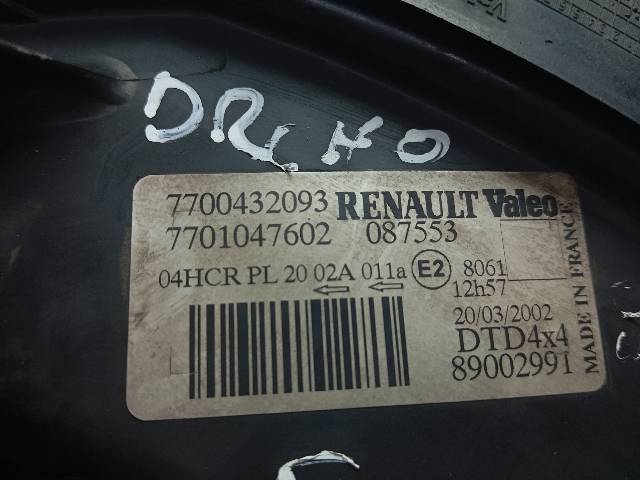 7700432093 RENAULT Valeo
7701047602 087553
04HCR PL 20 02A 011a E2 8061
12h57
20/03/2002
DTD4x4
89002991
MADE IN FRANCE